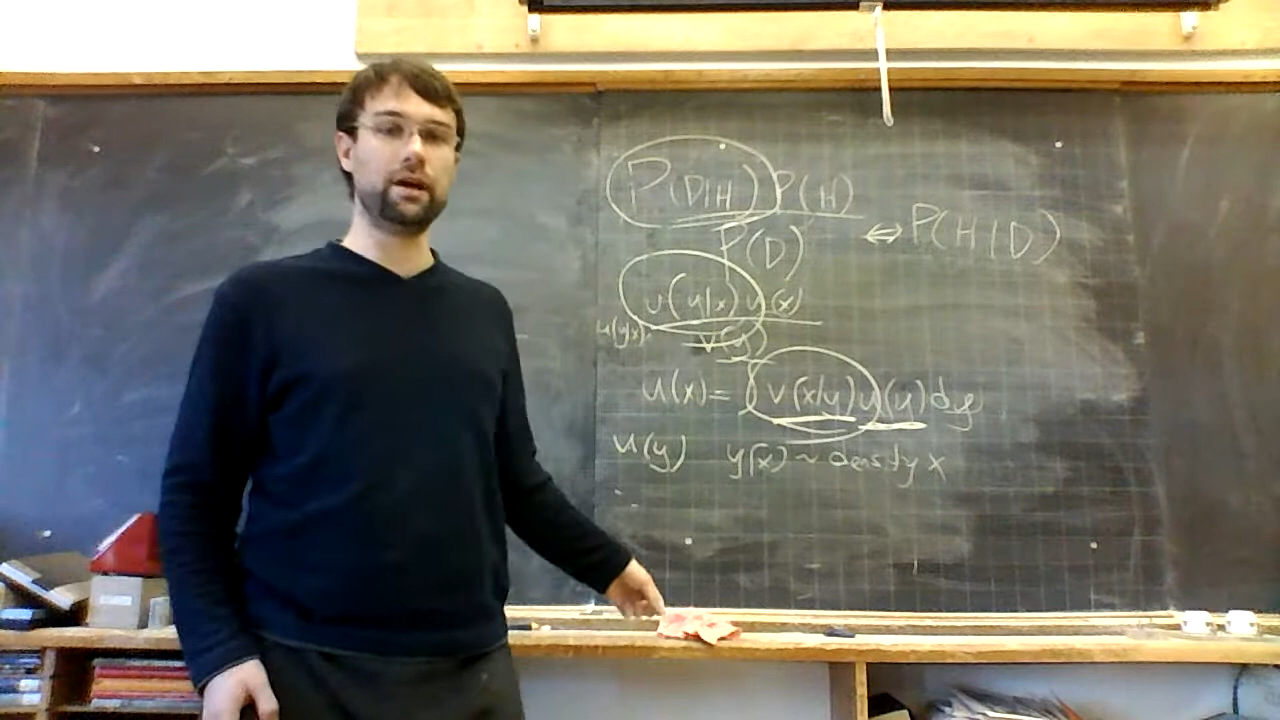 P(D|H) P(H)
P(D)
⇔ P(H|D)
u(y|x) u(x)
u(y|x)
v(y)
u(x) = ∫ v(x|y) u(y) dy
u(y) y(x) ~ density x